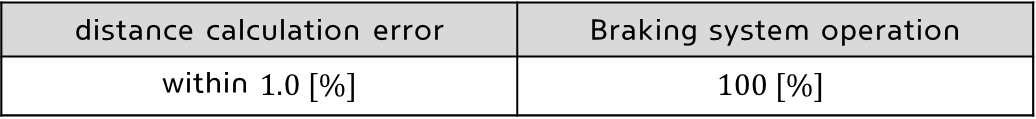 distance calculation error Braking system operation
within 1.0 [%] 100 [%]